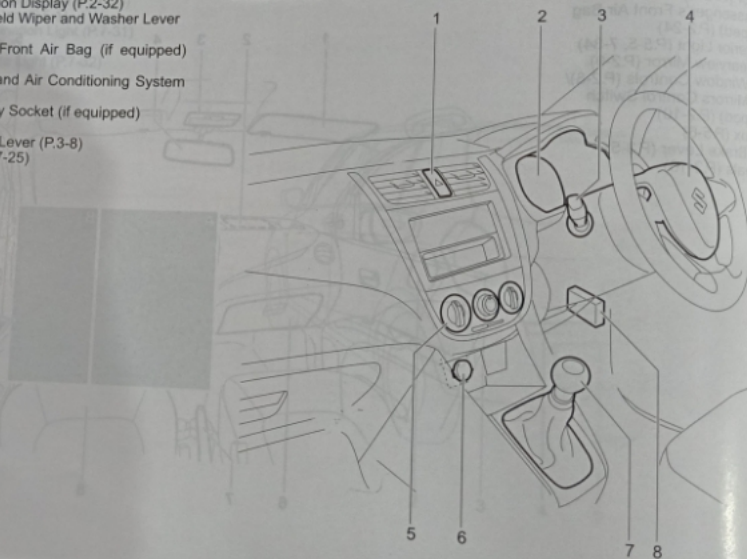 on Display (P.2-32)
eld Wiper and Washer Lever
Front Air Bag (if equipped)
and Air Conditioning System
y Socket (if equipped)
Lever (P.3-8)
7-25)
1 2 3 4
5 6 7 8